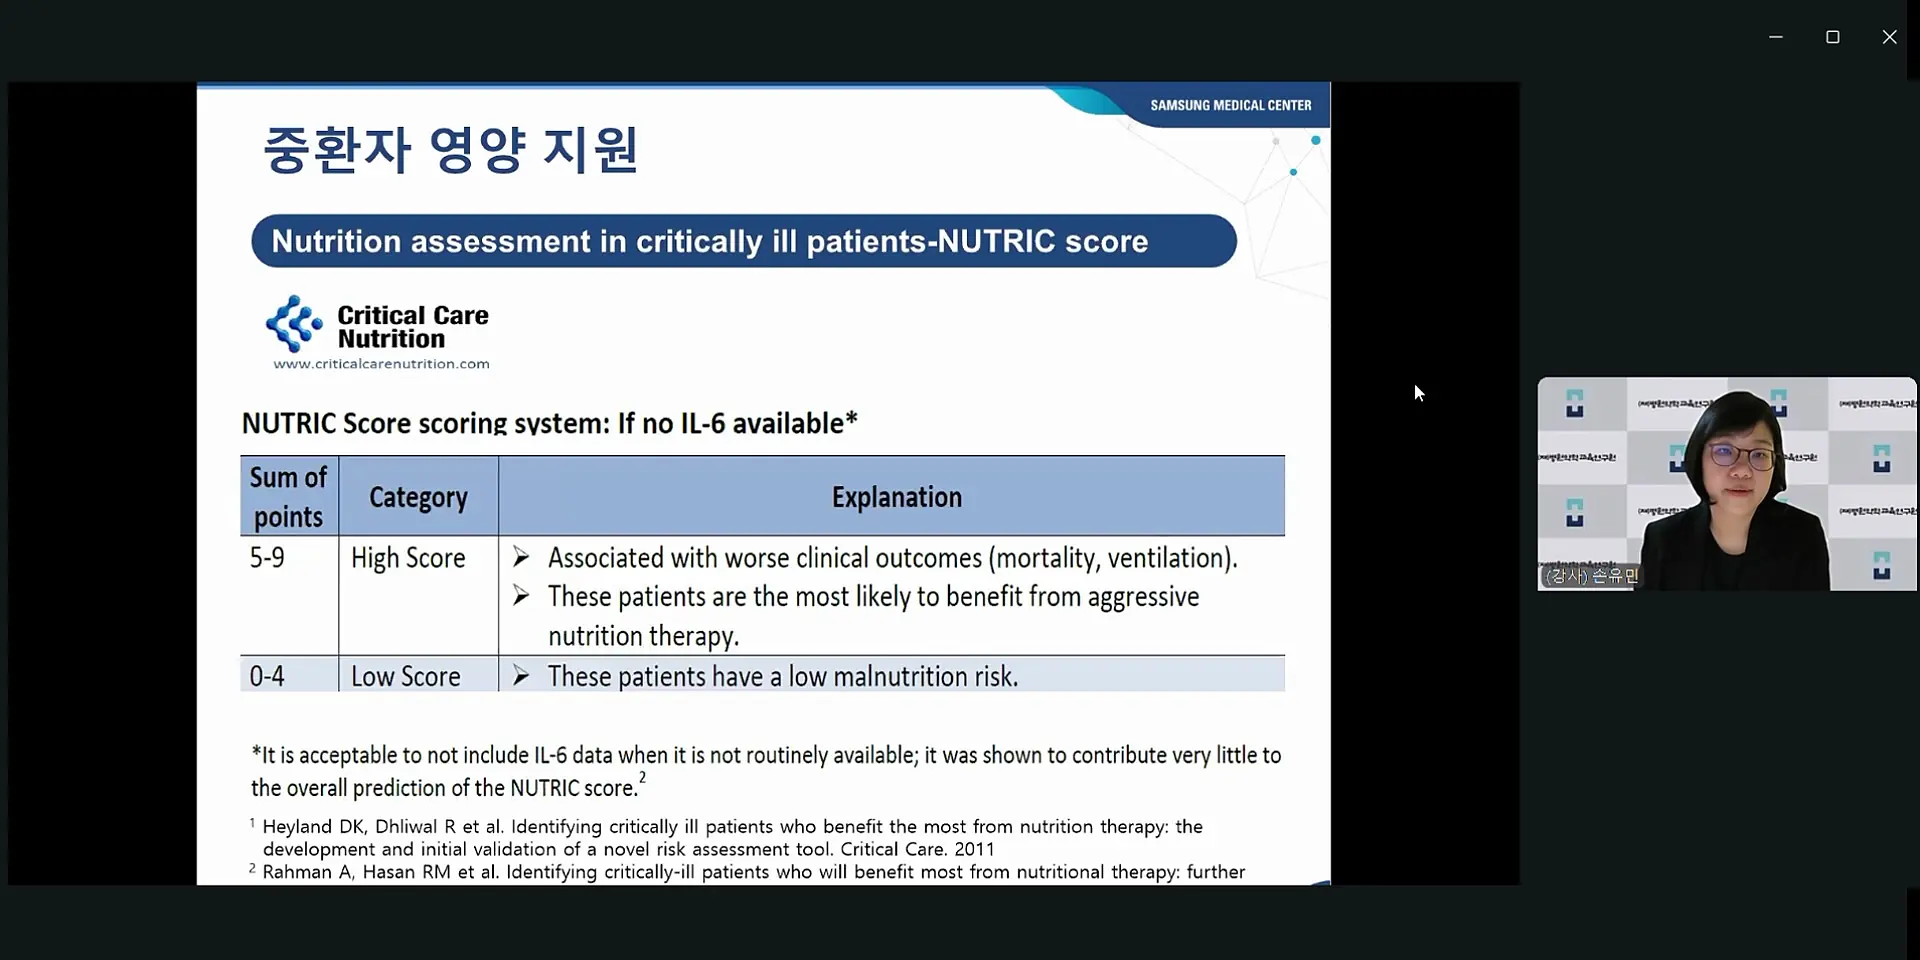 SAMSUNG MEDICAL CENTER
중환자 영양 지원
Nutrition assessment in critically ill patients-NUTRIC score
Critical Care
Nutrition
www.criticalcarenutrition.com
NUTRIC Score scoring system: If no IL-6 available*
Sum of points
Category
Explanation
5-9
High Score
➢ Associated with worse clinical outcomes (mortality, ventilation).
➢ These patients are the most likely to benefit from aggressive
nutrition therapy.
0-4
Low Score
➢ These patients have a low malnutrition risk.
*It is acceptable to not include IL-6 data when it is not routinely available; it was shown to contribute very little to
the overall prediction of the NUTRIC score.2
1 Heyland DK, Dhliwal R et al. Identifying critically ill patients who benefit the most from nutrition therapy: the
development and initial validation of a novel risk assessment tool. Critical Care. 2011
2 Rahman A, Hasan RM et al. Identifying critically-ill patients who will benefit most from nutritional therapy: further
(강사) 손유민